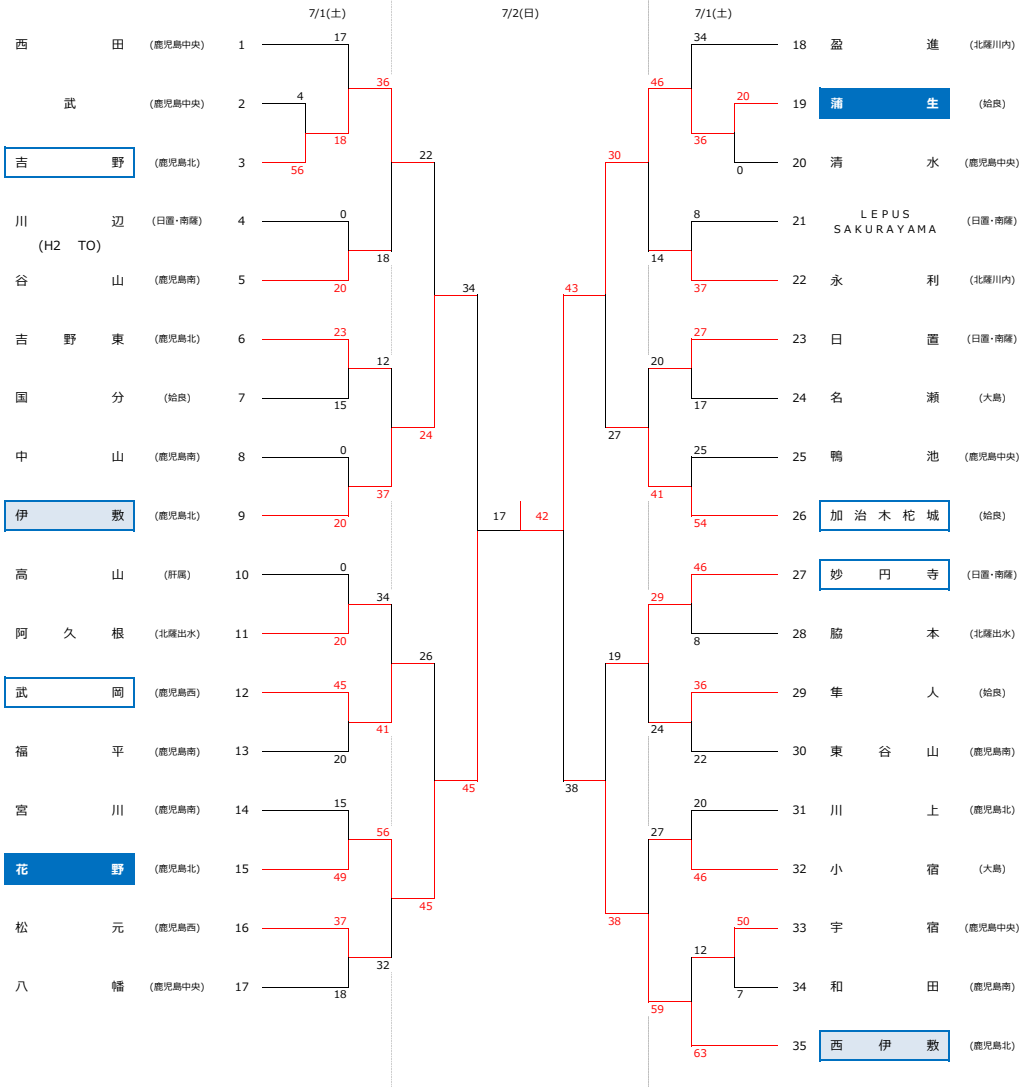 7/1(土) 7/2(日) 7/1(土)
西田 (鹿児島中央) 1 17
34 18 盈進 (北薩川内)
36
46
武 (鹿児島中央) 2 4
20 19 蒲生 (姶良)
18
36
吉野 (鹿児島北) 3 56
22
30
0 20 清水 (鹿児島中央)
川辺 (日置・南薩) 4 0
8 21 LEPUS SAKURAYAMA (日置・南薩)
(H2 TO)
18
14
谷山 (鹿児島南) 5 20
34
43
37 22 永利 (北薩川内)
吉野東 (鹿児島北) 6 23
27 23 日置 (日置・南薩)
12
20
国分 (姶良) 7 15
17 24 名瀬 (大島)
24
27
中山 (鹿児島南) 8 0
25 25 鴨池 (鹿児島中央)
37
41
伊敷 (鹿児島北) 9 20
17 42
54 26 加治木柁城 (姶良)
高山 (肝属) 10 0
46 27 妙円寺 (日置・南薩)
34
29
阿久根 (北薩出水) 11 20
8 28 脇本 (北薩出水)
26
19
武岡 (鹿児島西) 12 45
36 29 隼人 (姶良)
41
24
福平 (鹿児島南) 13 20
22 30 東谷山 (鹿児島南)
45
38
宮川 (鹿児島南) 14 15
20 31 川上 (鹿児島北)
56
27
花野 (鹿児島北) 15 49
46 32 小宿 (大島)
45
38
松元 (鹿児島西) 16 37
50 33 宇宿 (鹿児島中央)
32
12
八幡 (鹿児島中央) 17 18
7 34 和田 (鹿児島南)
59
63 35 西伊敷 (鹿児島北)